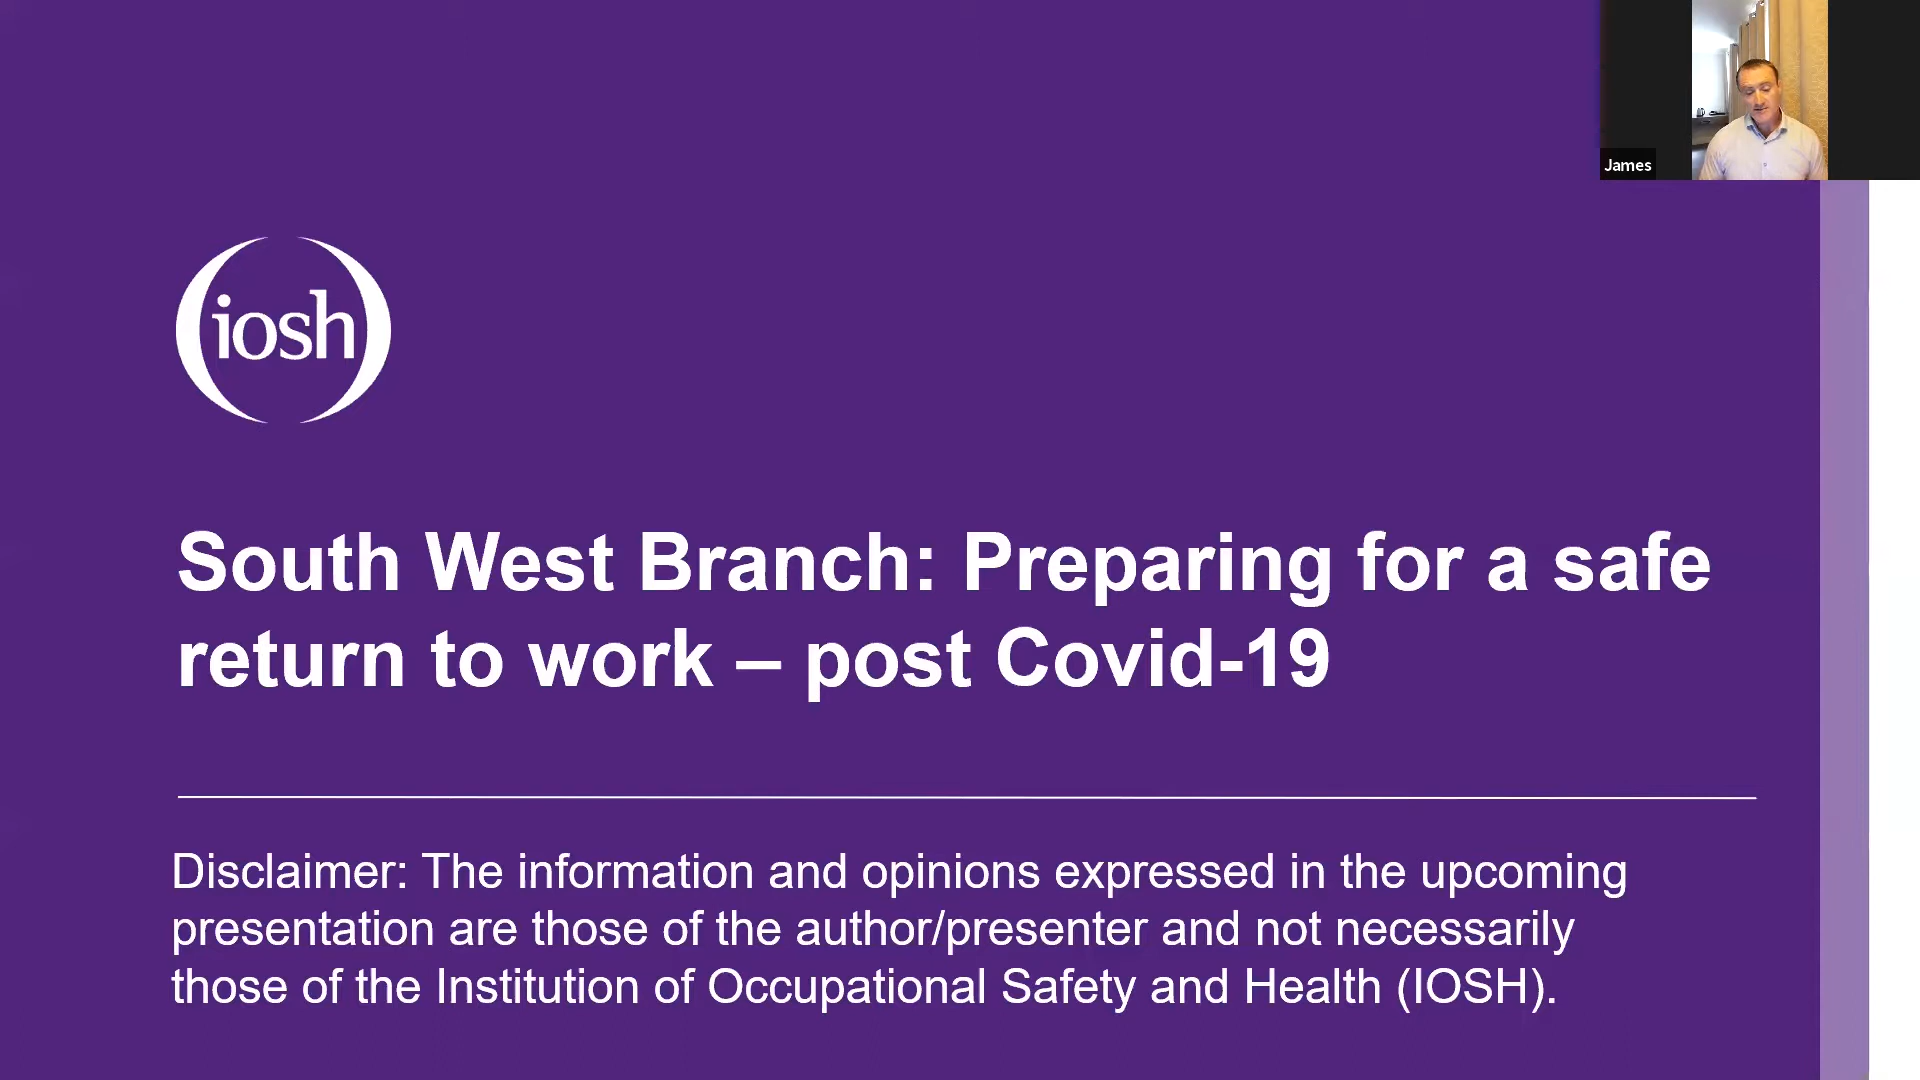 James
iosh
South West Branch: Preparing for a safe
return to work – post Covid-19
Disclaimer: The information and opinions expressed in the upcoming
presentation are those of the author/presenter and not necessarily
those of the Institution of Occupational Safety and Health (IOSH).